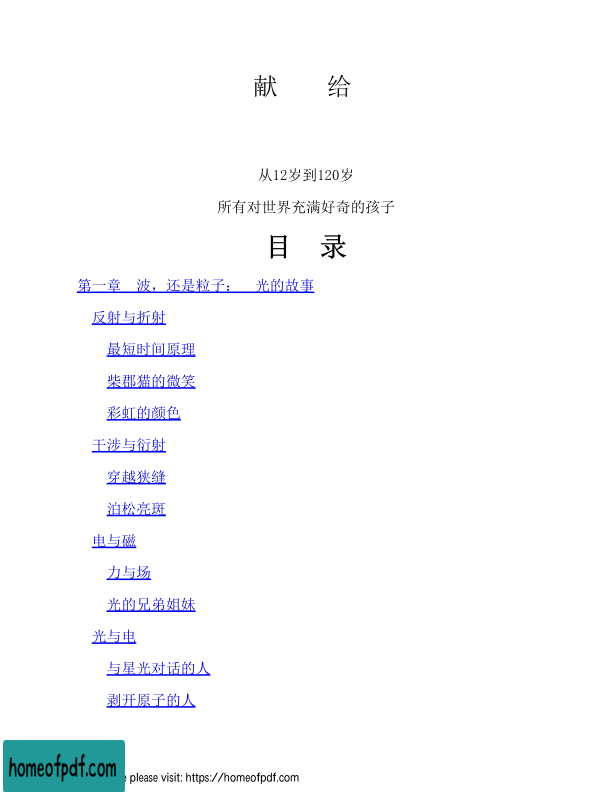 献 给
从12岁到120岁
所有对世界充满好奇的孩子
目 录
第一章 波，还是粒子： 光的故事
反射与折射
最短时间原理
柴郡猫的微笑
彩虹的颜色
干涉与衍射
穿越狭缝
泊松亮斑
电与磁
力与场
光的兄弟姐妹
光与电
与星光对话的人
剥开原子的人
homeofpdf.com
please visit: https://homeofpdf.com